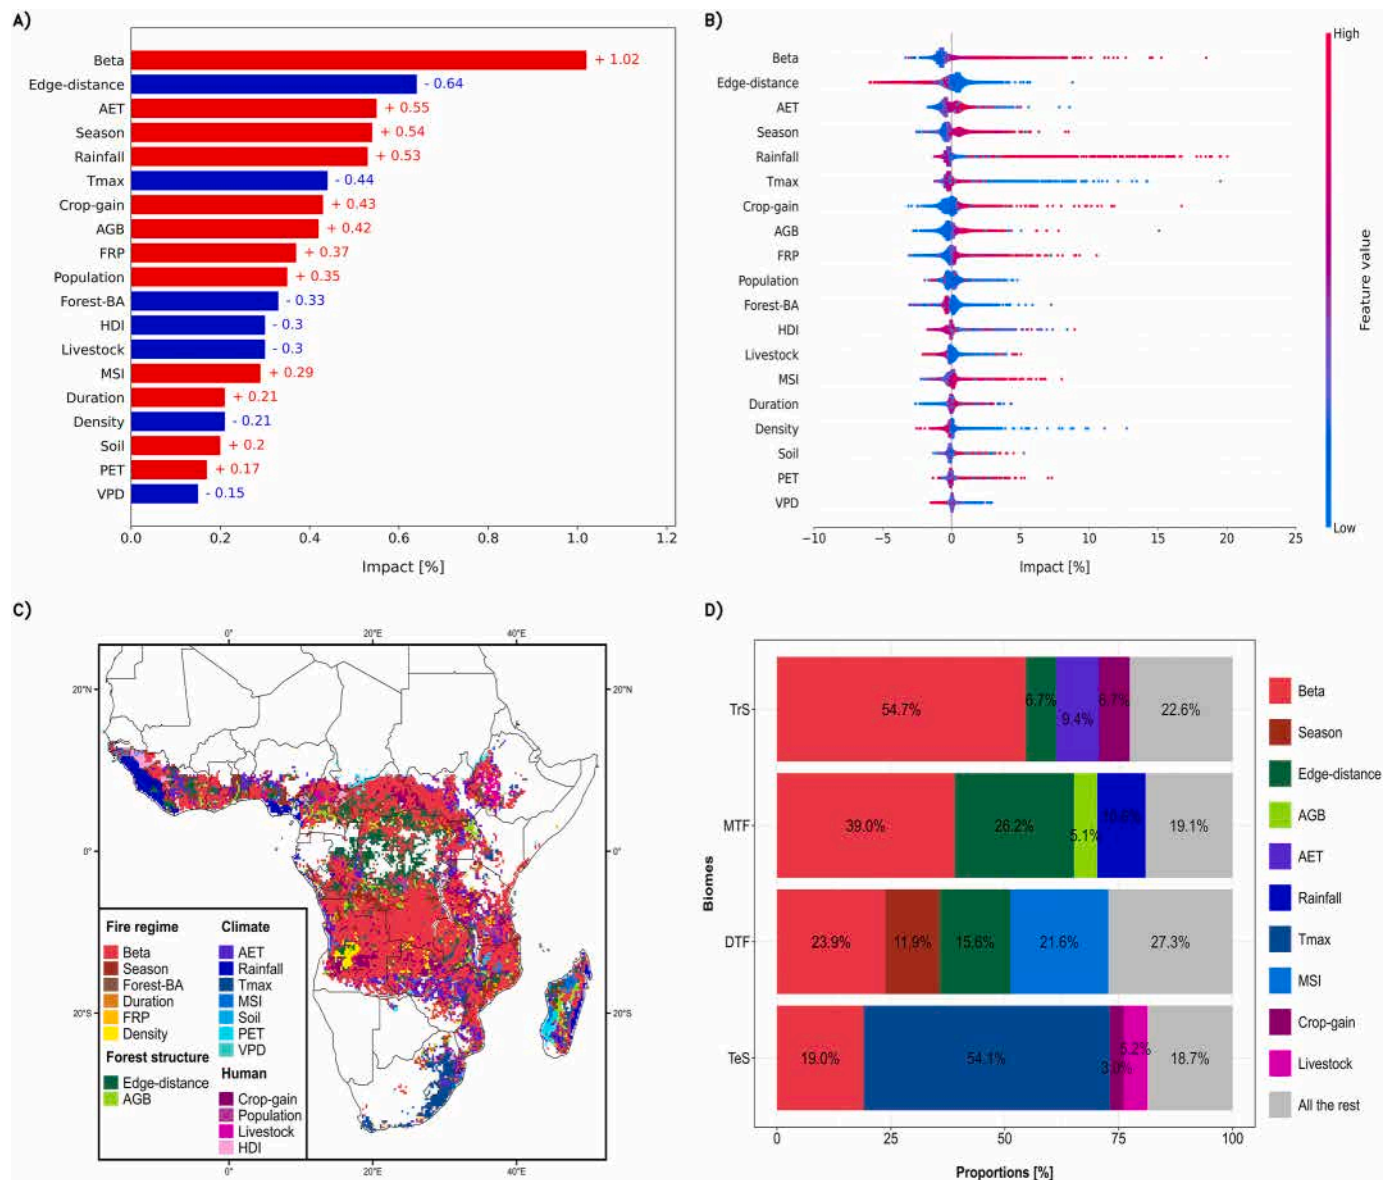 A)
Beta
+ 1.02
Edge-distance
- 0.64
AET
+ 0.55
Season
+ 0.54
Rainfall
+ 0.53
Tmax
- 0.44
Crop-gain
+ 0.43
AGB
+ 0.42
FRP
+ 0.37
Population
+ 0.35
Forest-BA
- 0.33
HDI
- 0.3
Livestock
- 0.3
MSI
+ 0.29
Duration
+ 0.21
Density
- 0.21
Soil
+ 0.2
PET
+ 0.17
VPD
- 0.15
0.0 0.2 0.4 0.6 0.8 1.0 1.2
Impact [%]
B)
Beta
Edge-distance
AET
Season
Rainfall
Tmax
Crop-gain
AGB
FRP
Population
Forest-BA
HDI
Livestock
MSI
Duration
Density
Soil
PET
VPD
−10 −5 0 5 10 15 20 25
Impact [%]
High
Feature value
Low
C)
0° 20°E 40°E
20°N 20°N
0° 0°
20°S 20°S
Fire regime
Beta
Season
Forest-BA
Duration
FRP
Density
Forest structure
Edge-distance
AGB
Climate
AET
Rainfall
Tmax
MSI
Soil
PET
VPD
Human
Crop-gain
Population
Livestock
HDI
0° 20°E 40°E
D)
Biomes
TrS
54.7% 6.7% 9.4% 6.7% 22.6%
MTF
39.0% 26.2% 5.1% 19.1%
DTF
23.9% 11.9% 15.6% 21.6% 27.3%
TeS
19.0% 54.1% 5.2% 18.7%
0 25 50 75 100
Proportions [%]
Beta
Season
Edge-distance
AGB
AET
Rainfall
Tmax
MSI
Crop-gain
Livestock
All the rest